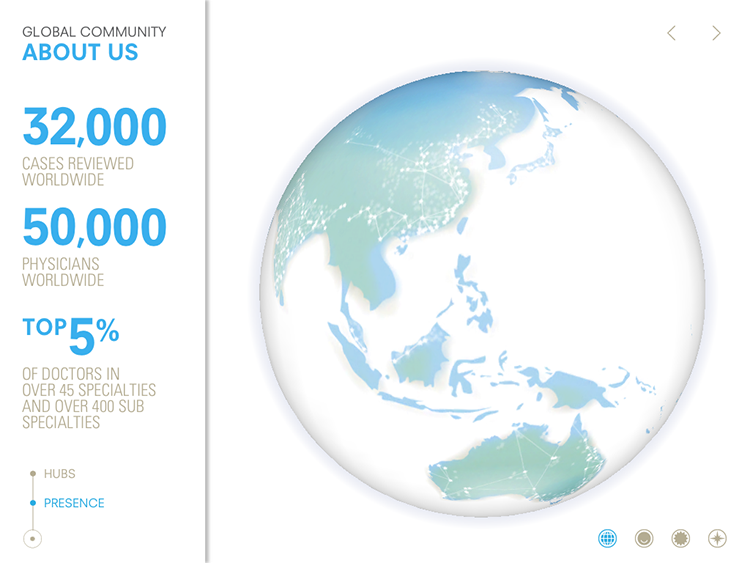 GLOBAL COMMUNITY
ABOUT US
32,000
CASES REVIEWED
WORLDWIDE
50,000
PHYSICIANS
WORLDWIDE
TOP 5%
OF DOCTORS IN
OVER 45 SPECIALTIES
AND OVER 400 SUB
SPECIALTIES
HUBS
PRESENCE